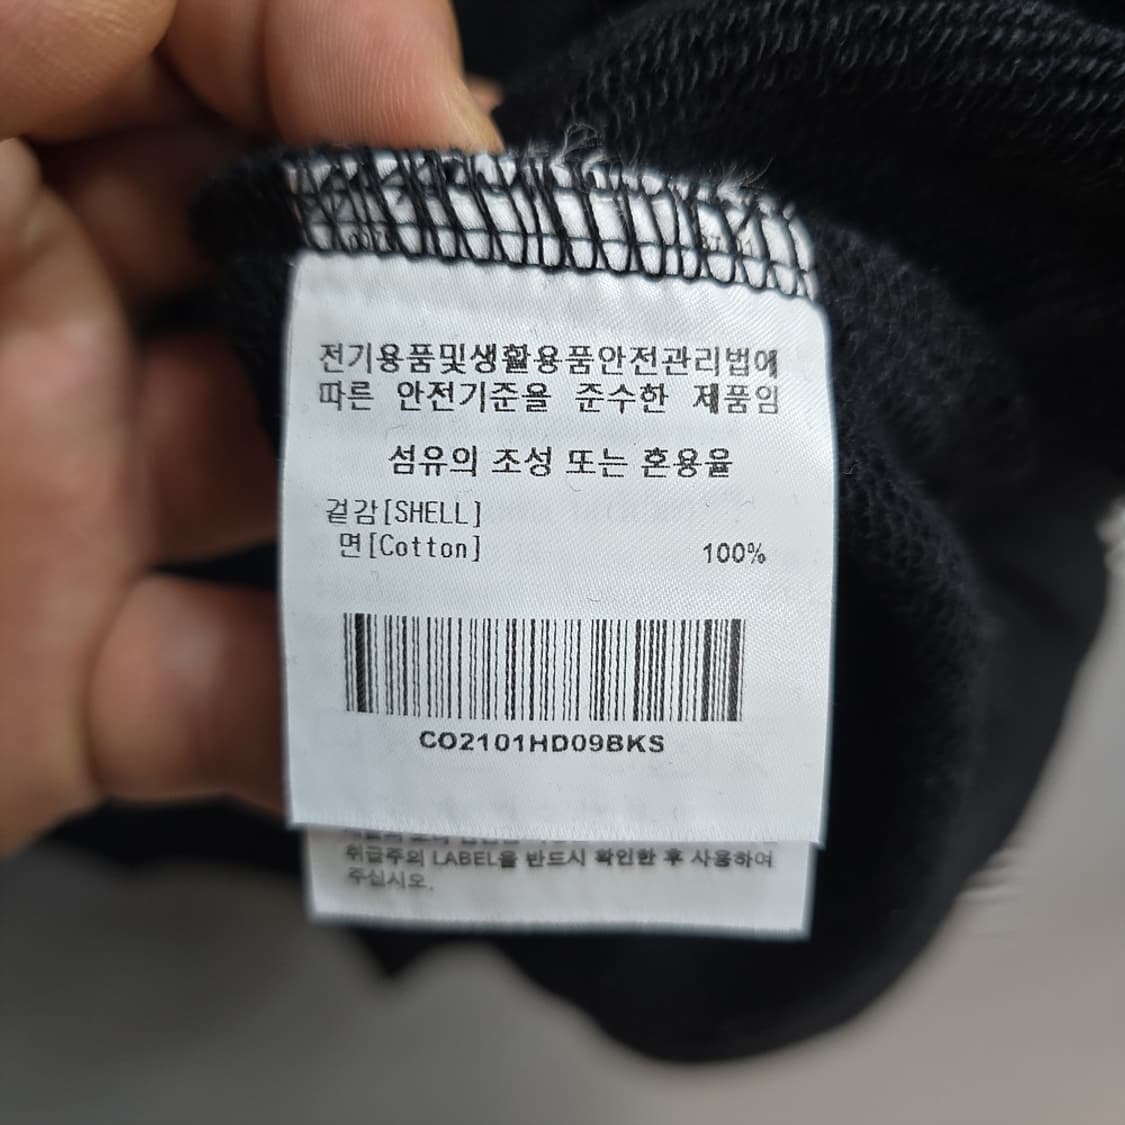 전기용품및생활용품안전관리법에
따른 안전기준을 준수한 제품임
섬유의 조성 또는 혼용율
겉감[SHELL]
면[Cotton] 100%
CO2101HD09BKS
취급주의 LABEL을 반드시 확인한 후 사용하여
주십시오.